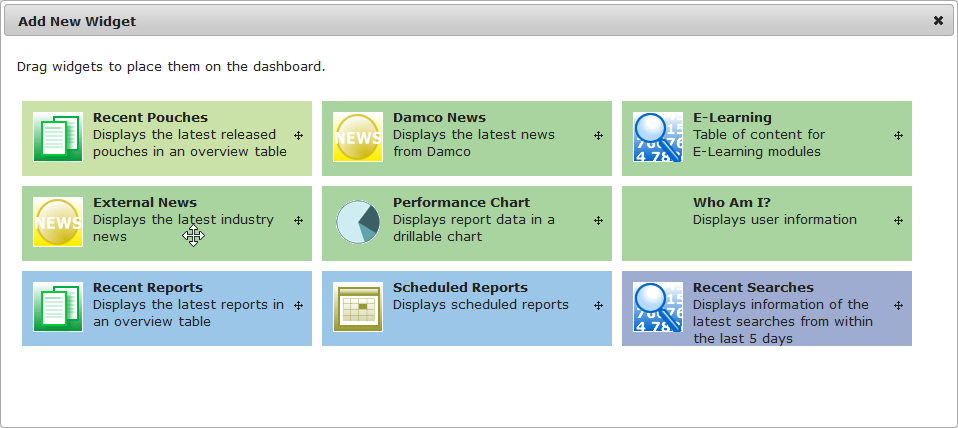 Add New Widget
Drag widgets to place them on the dashboard.
Recent Pouches
Displays the latest released
pouches in an overview table
NEWS
Damco News
Displays the latest news
from Damco
E-Learning
Table of content for
E-Learning modules
NEWS
External News
Displays the latest industry
news
Performance Chart
Displays report data in a
drillable chart
Who Am I?
Displays user information
Recent Reports
Displays the latest reports in
an overview table
Scheduled Reports
Displays scheduled reports
Recent Searches
Displays information of the
latest searches from within
the last 5 days